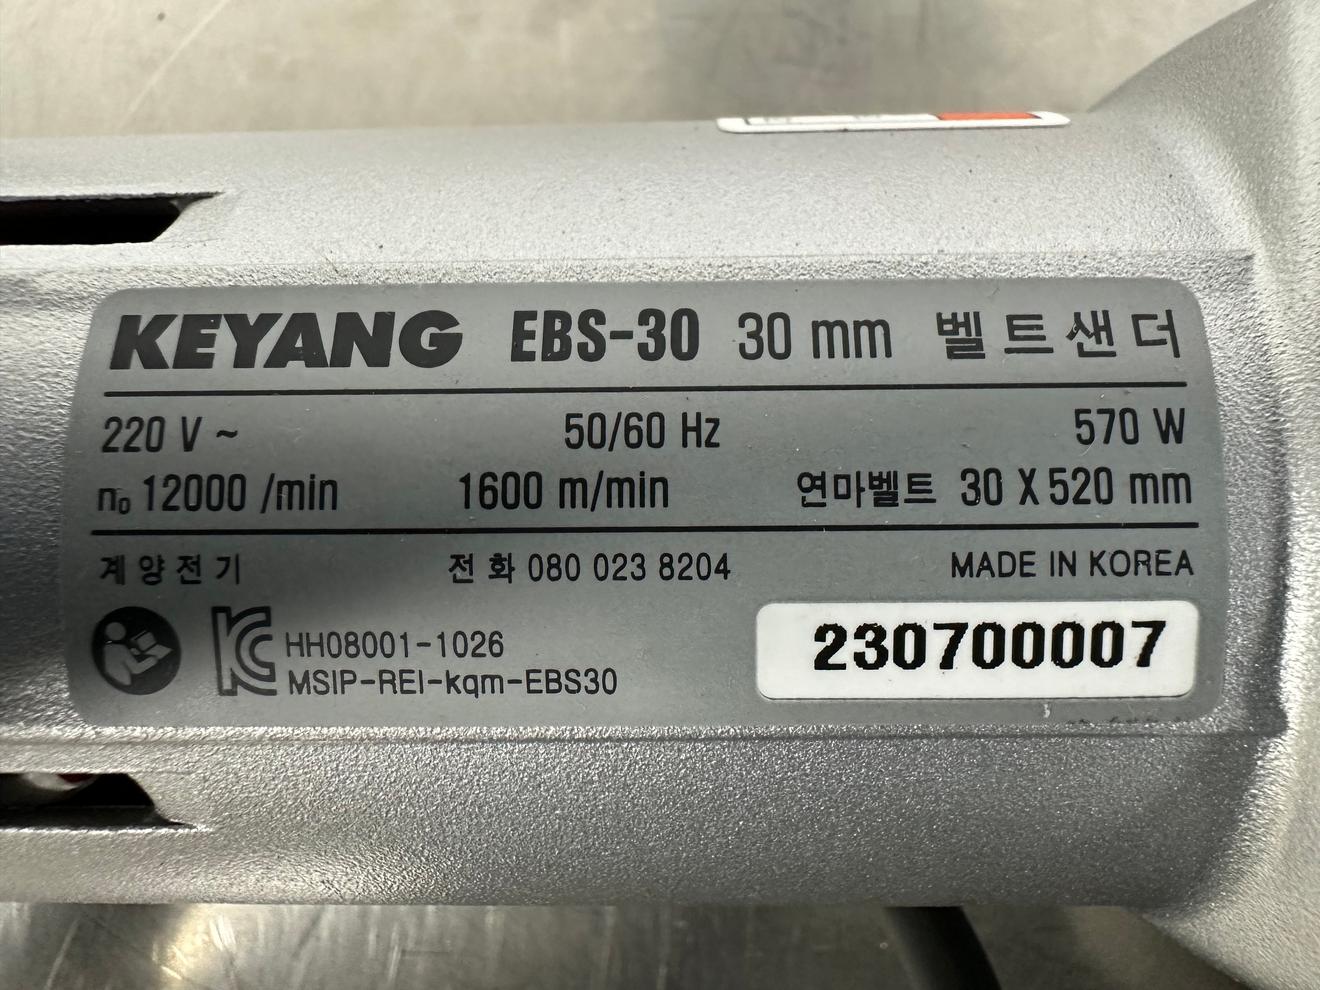 KEYANG EBS-30 30 mm 벨트샌더
220 V ~ 50/60 Hz 570 W
n₀ 12000 /min 1600 m/min 연마벨트 30 X 520 mm
계양전기 전화 080 023 8204 MADE IN KOREA
HH08001-1026
MSIP-REI-kqm-EBS30
230700007